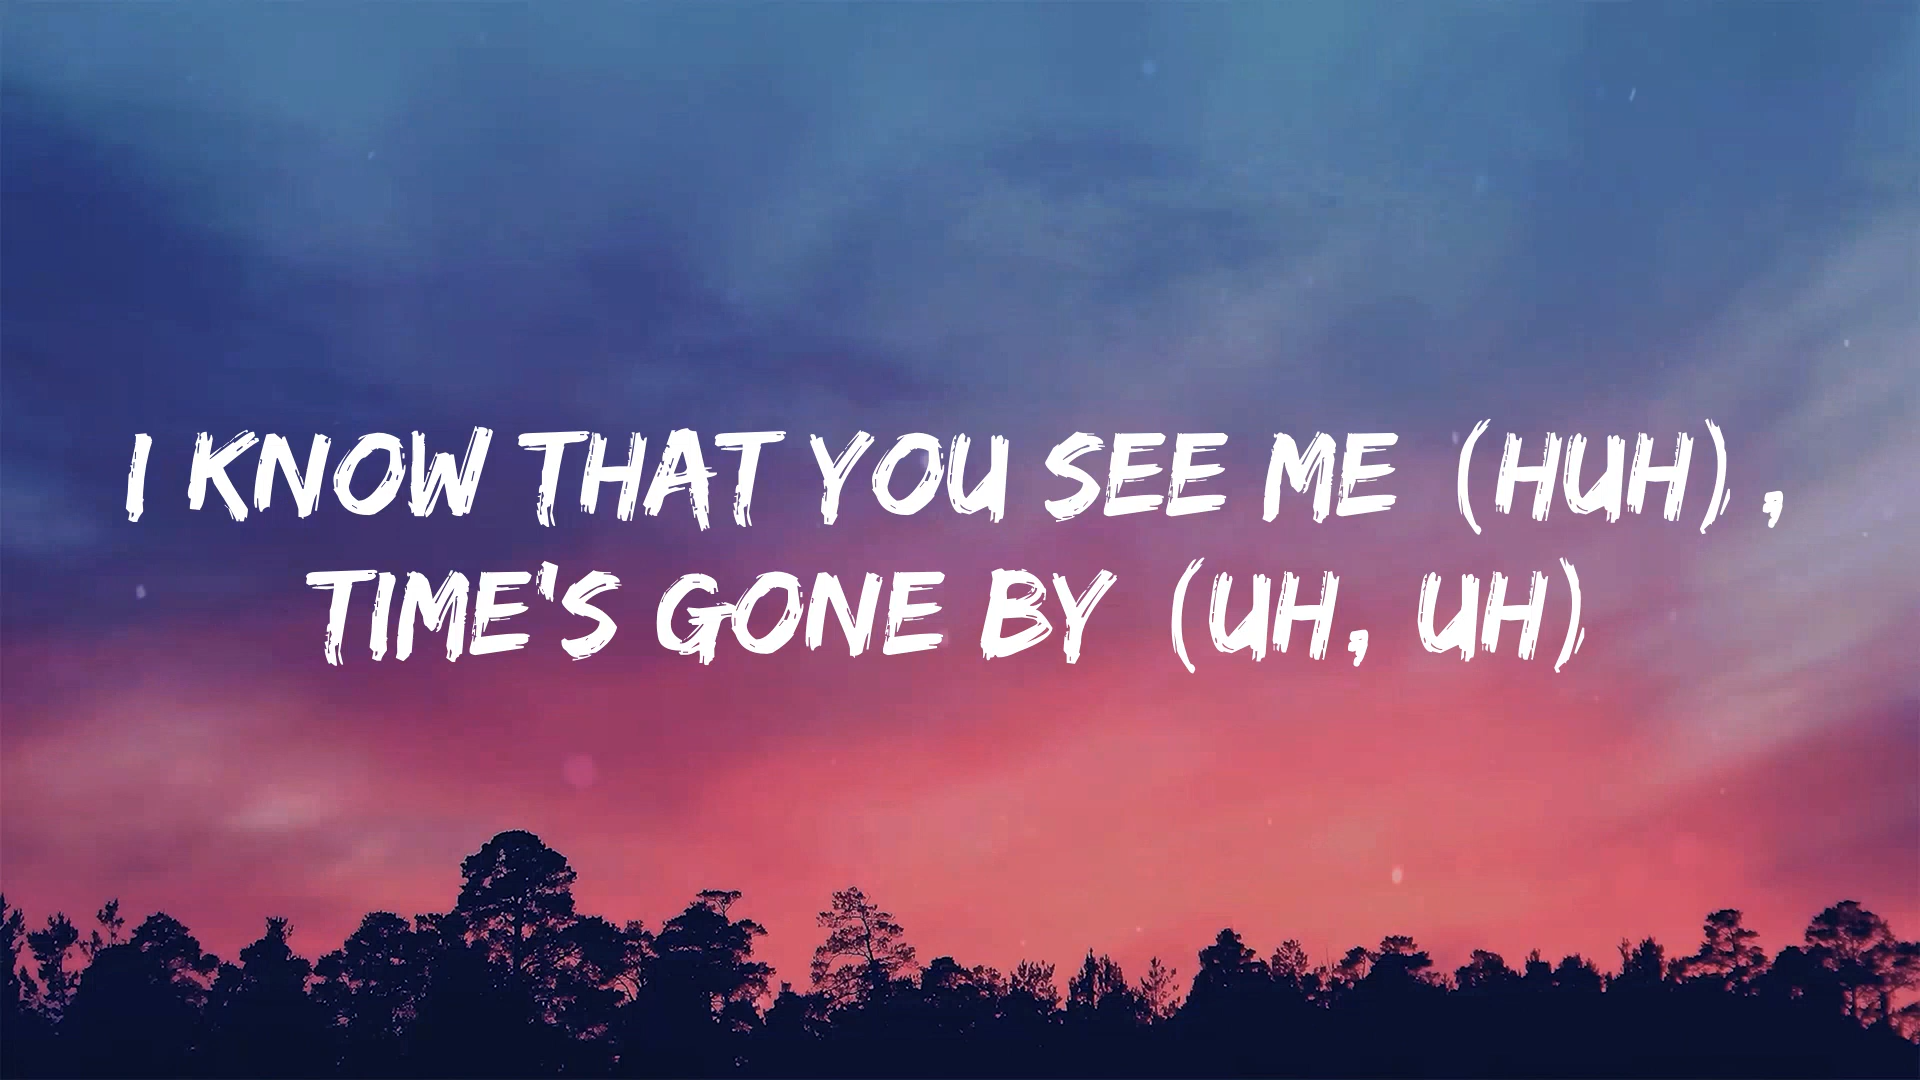 I KNOW THAT YOU SEE ME (HUH) ,
TIME'S GONE BY (UH, UH)